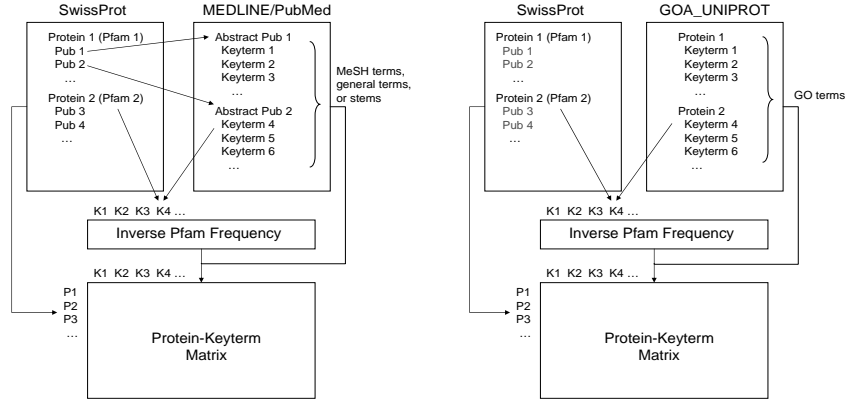 SwissProt
MEDLINE/PubMed
Protein 1 (Pfam 1)
Pub 1
Pub 2
…
Protein 2 (Pfam 2)
Pub 3
Pub 4
…
Abstract Pub 1
Keyterm 1
Keyterm 2
Keyterm 3
…
Abstract Pub 2
Keyterm 4
Keyterm 5
Keyterm 6
…
MeSH terms,
general terms,
or stems
K1 K2 K3 K4 …
Inverse Pfam Frequency
K1 K2 K3 K4 …
P1
P2
P3
…
Protein-Keyterm
Matrix
SwissProt
GOA_UNIPROT
Protein 1 (Pfam 1)
Pub 1
Pub 2
…
Protein 2 (Pfam 2)
Pub 3
Pub 4
…
Protein 1
Keyterm 1
Keyterm 2
Keyterm 3
…
Protein 2
Keyterm 4
Keyterm 5
Keyterm 6
…
GO terms
K1 K2 K3 K4 …
Inverse Pfam Frequency
K1 K2 K3 K4 …
P1
P2
P3
…
Protein-Keyterm
Matrix